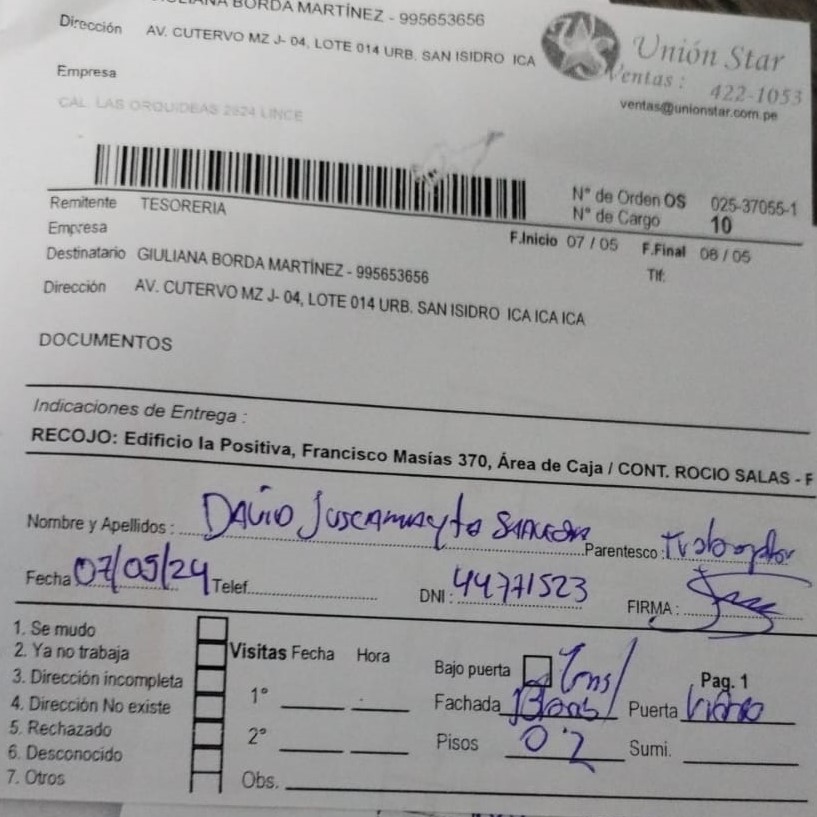 GIULIANA BORDA MARTÍNEZ - 995653656
Dirección AV. CUTERVO MZ J- 04, LOTE 014 URB. SAN ISIDRO ICA
Unión Star
Ventas : 422-1053
ventas@unionstar.com.pe
Empresa
CAL. LAS ORQUIDEAS 2924 LINCE
N° de Orden OS 025-37055-1
Remitente TESORERIA
N° de Cargo 10
Empresa
F.Inicio 07 / 05 F.Final 08 / 05
Destinatario GIULIANA BORDA MARTÍNEZ - 995653656
Tlf:
Dirección AV. CUTERVO MZ J- 04, LOTE 014 URB. SAN ISIDRO ICA ICA ICA
DOCUMENTOS
Indicaciones de Entrega :
RECOJO: Edificio la Positiva, Francisco Masías 370, Área de Caja / CONT. ROCIO SALAS - F
Nombre y Apellidos : DAVID Juscamayta Parentesco : Trabajador
Fecha 07/05/24 Telef. DNI : 44771523 FIRMA :
1. Se mudo
2. Ya no trabaja
3. Dirección incompleta
4. Dirección No existe
5. Rechazado
6. Desconocido
7. Otros
Visitas Fecha Hora
1°
2°
Obs.
Bajo puerta
Pag. 1
Fachada Puerta Vidrio
Pisos 02 Sumi.